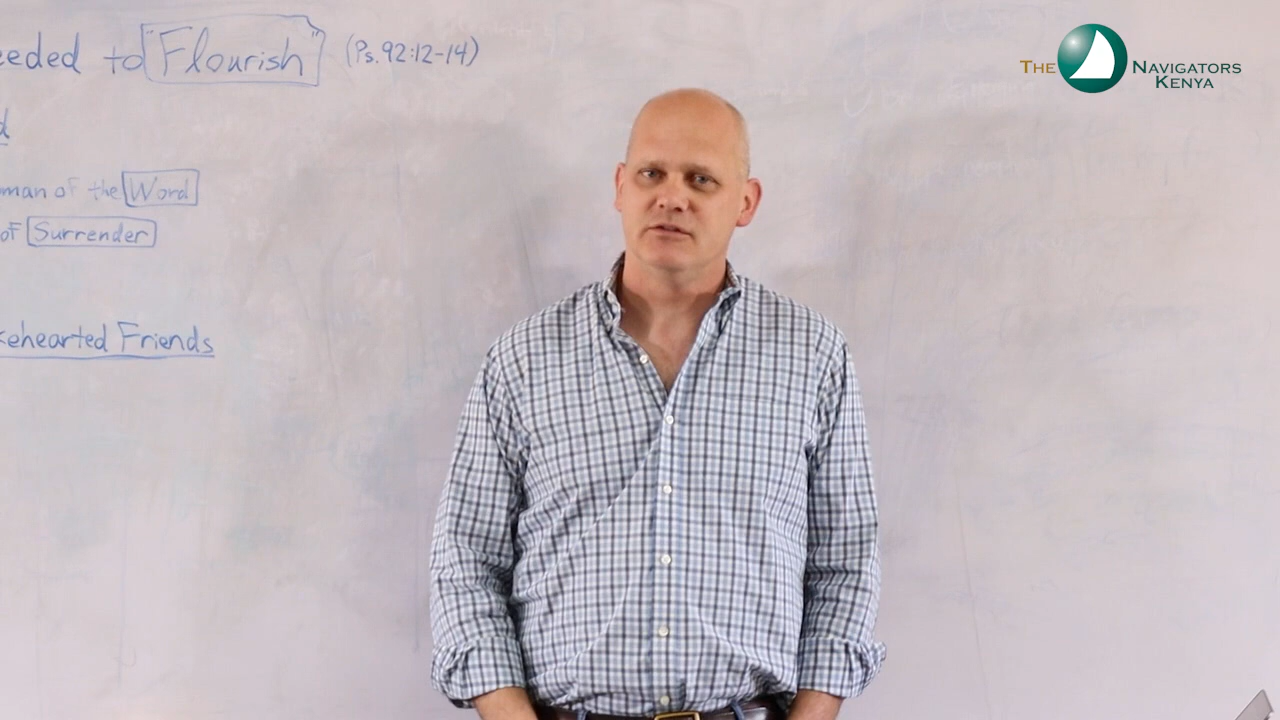 eeded to "Flourish" (Ps. 92:12-14)
d
man of the Word
of Surrender
kehearted Friends
THE NAVIGATORS
KENYA